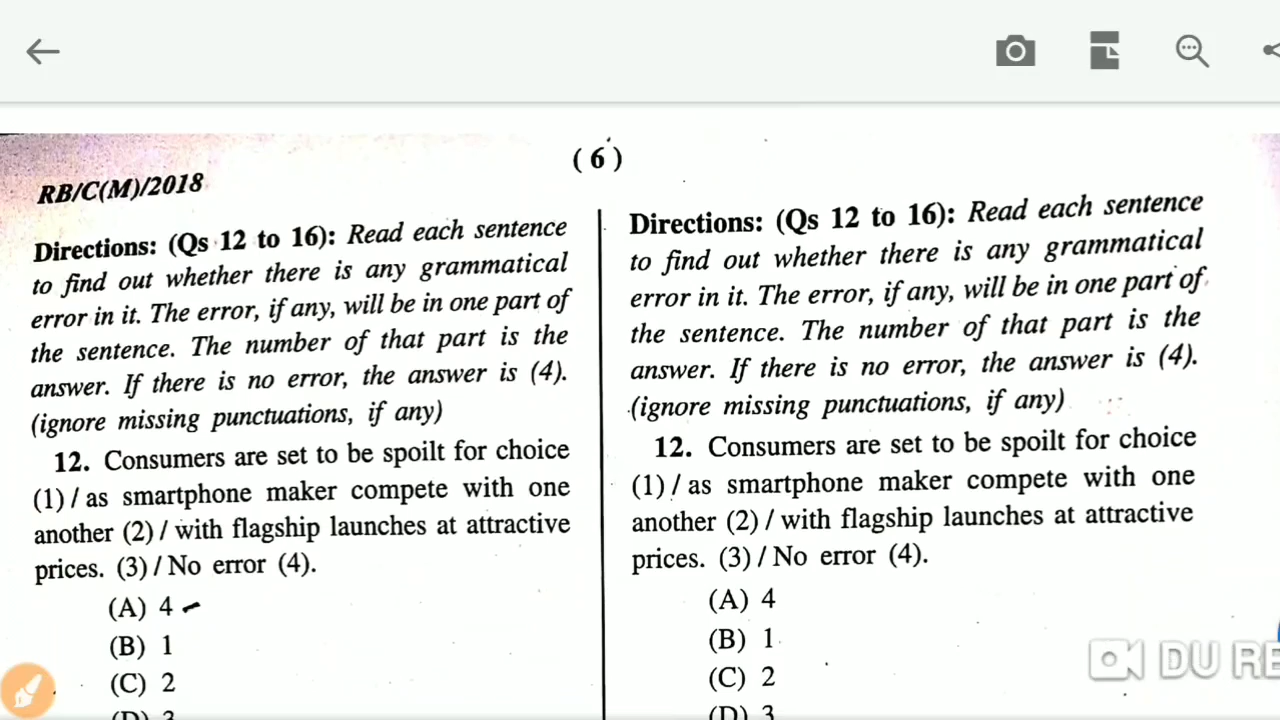 ( 6 )
RB/C(M)/2018
Directions: (Qs 12 to 16): Read each sentence
to find out whether there is any grammatical
error in it. The error, if any, will be in one part of
the sentence. The number of that part is the
answer. If there is no error, the answer is (4).
(ignore missing punctuations, if any)
12. Consumers are set to be spoilt for choice
(1) / as smartphone maker compete with one
another (2) / with flagship launches at attractive
prices. (3) / No error (4).
(A) 4
(B) 1
(C) 2
(D) 3
Directions: (Qs 12 to 16): Read each sentence
to find out whether there is any grammatical
error in it. The error, if any, will be in one part of
the sentence. The number of that part is the
answer. If there is no error, the answer is (4).
(ignore missing punctuations, if any)
12. Consumers are set to be spoilt for choice
(1) / as smartphone maker compete with one
another (2) / with flagship launches at attractive
prices. (3) / No error (4).
(A) 4
(B) 1
(C) 2
(D) 3
DU RE